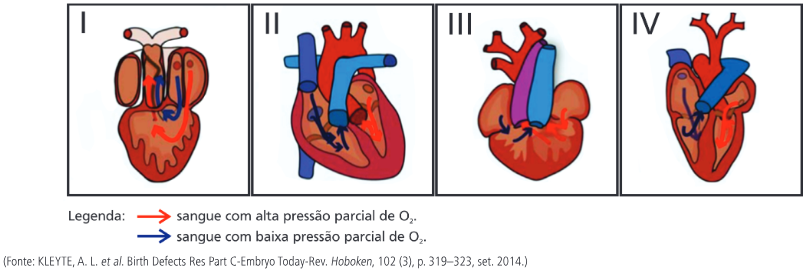 I II III IV
Legenda: sangue com alta pressão parcial de O₂.
sangue com baixa pressão parcial de O₂.
(Fonte: KLEYTE, A. L. et al. Birth Defects Res Part C-Embryo Today-Rev. Hoboken, 102 (3), p. 319–323, set. 2014.)